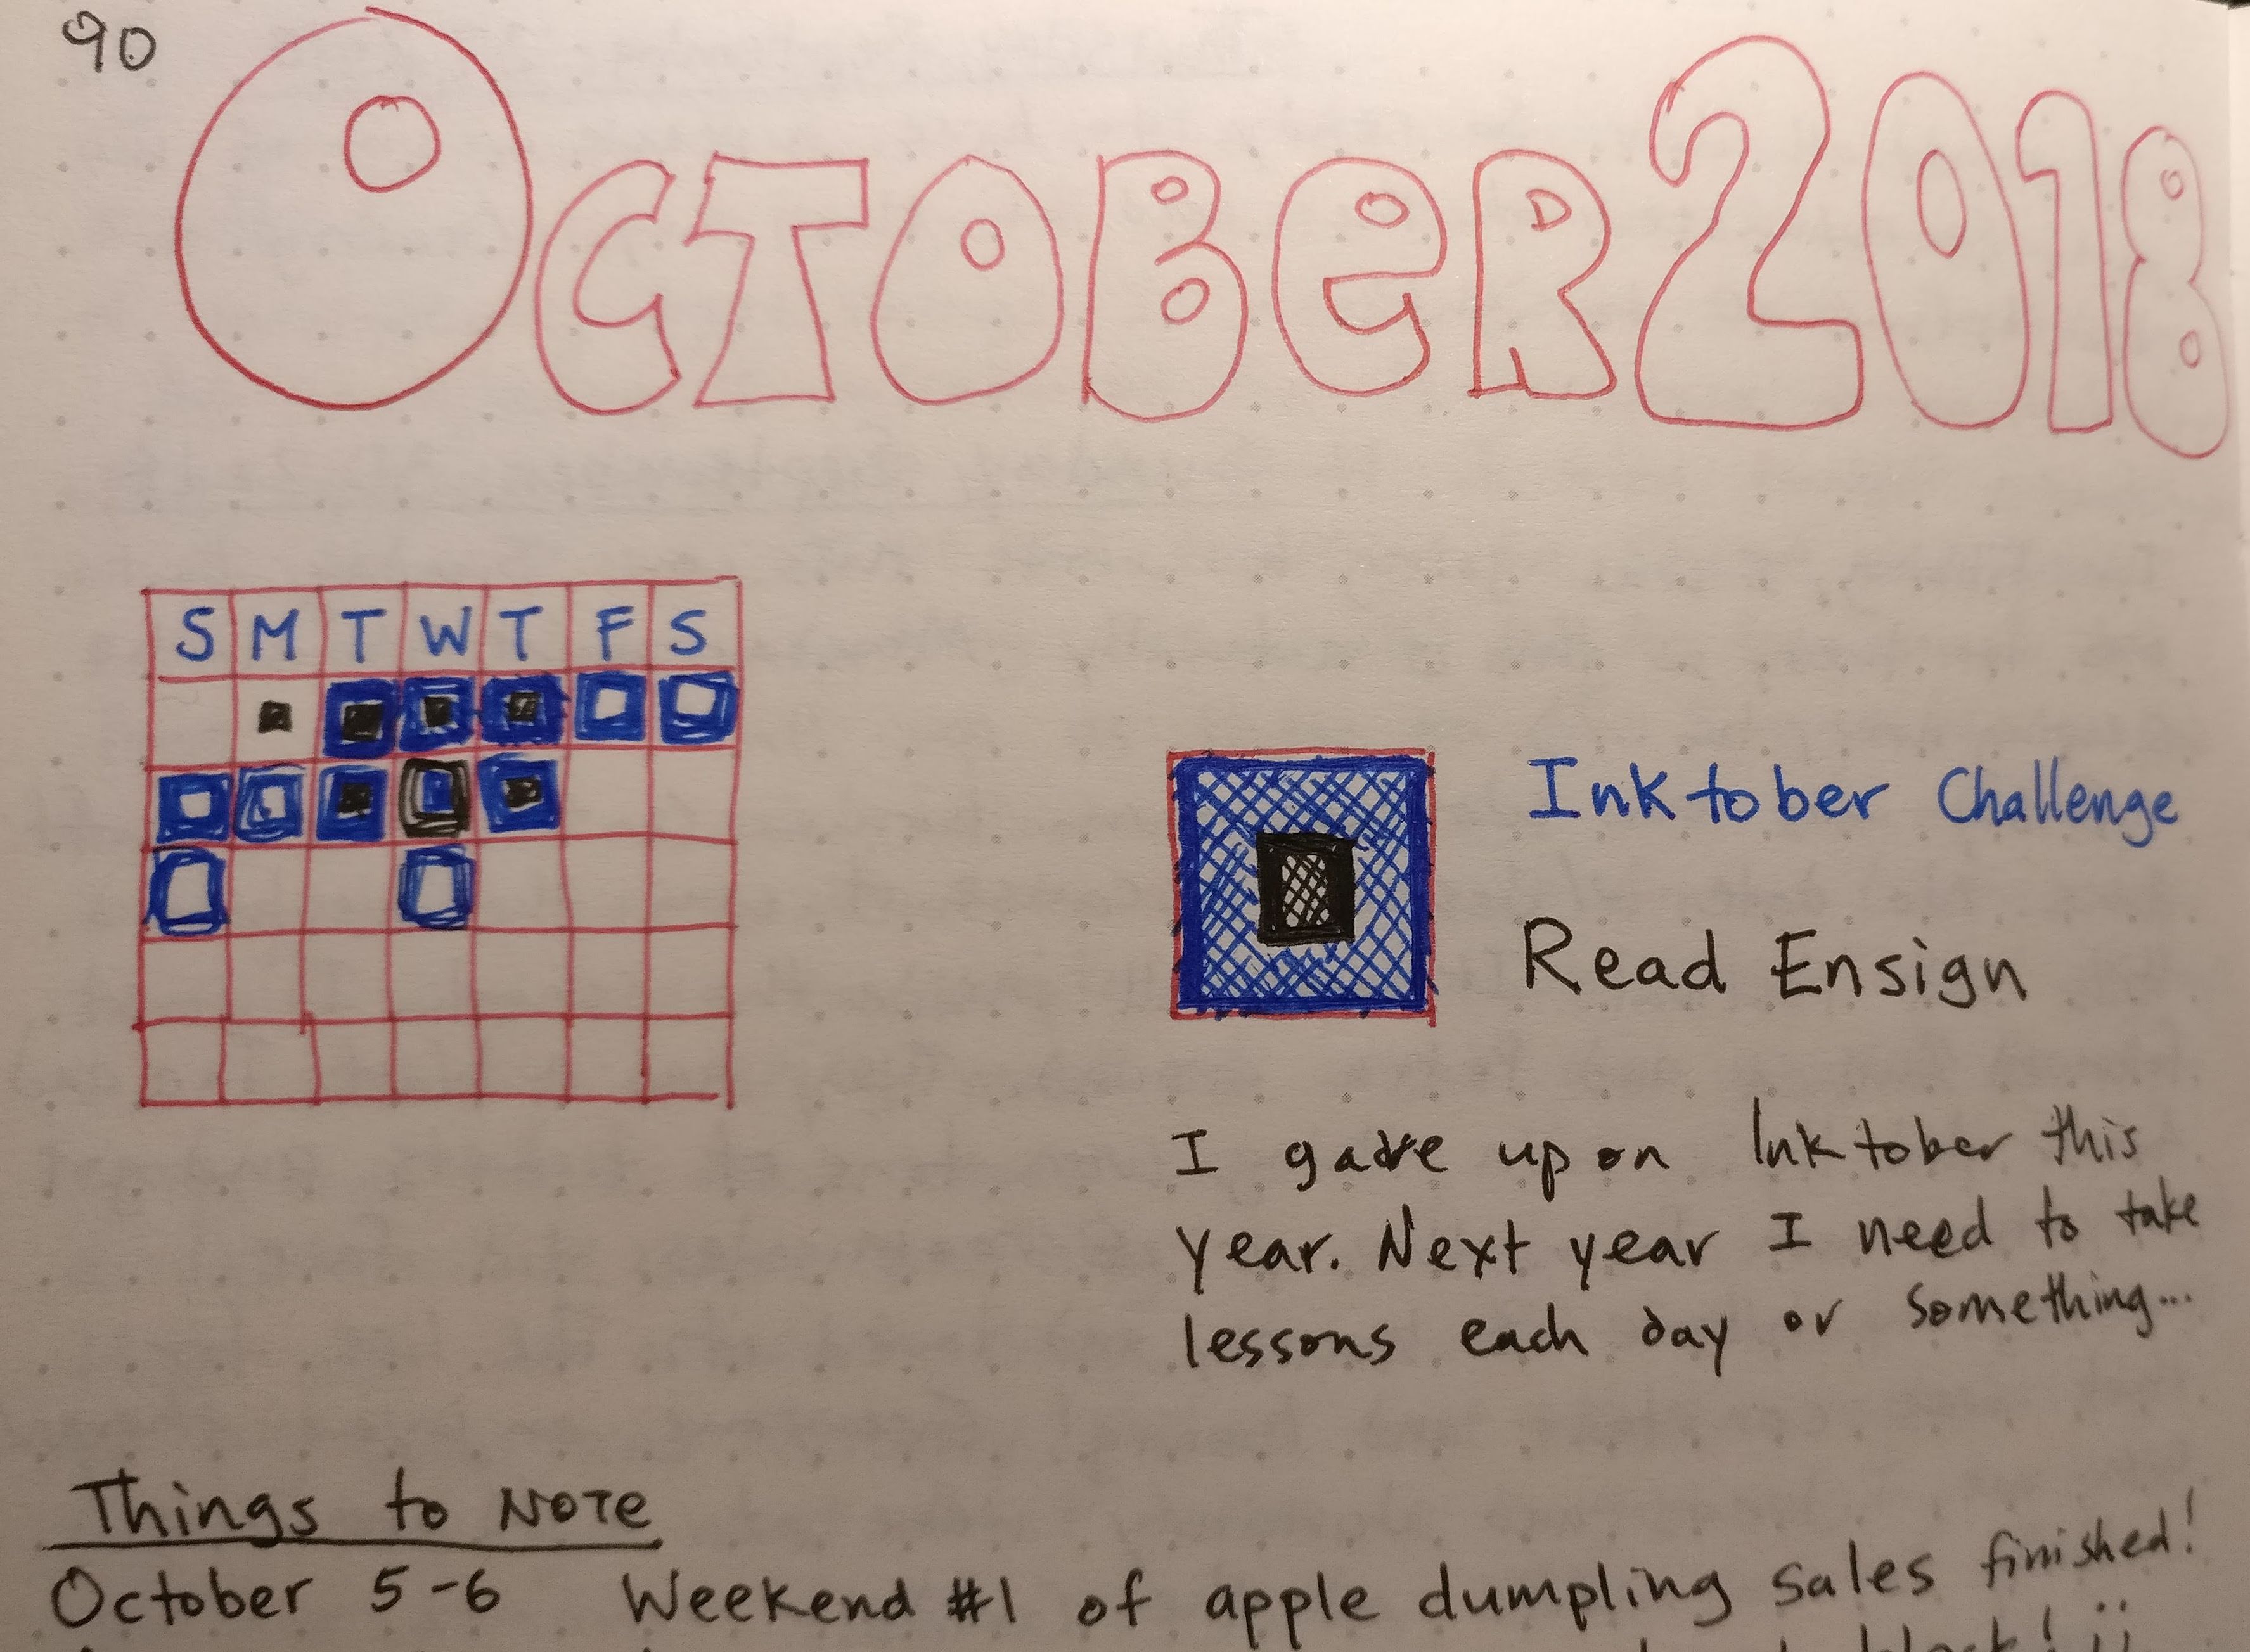 90
October 2018
S M T W T F S
Inktober Challenge
Read Ensign
I gave up on Inktober this
year. Next year I need to take
lessons each day or something...
Things to Note
October 5-6 Weekend #1 of apple dumpling sales finished!